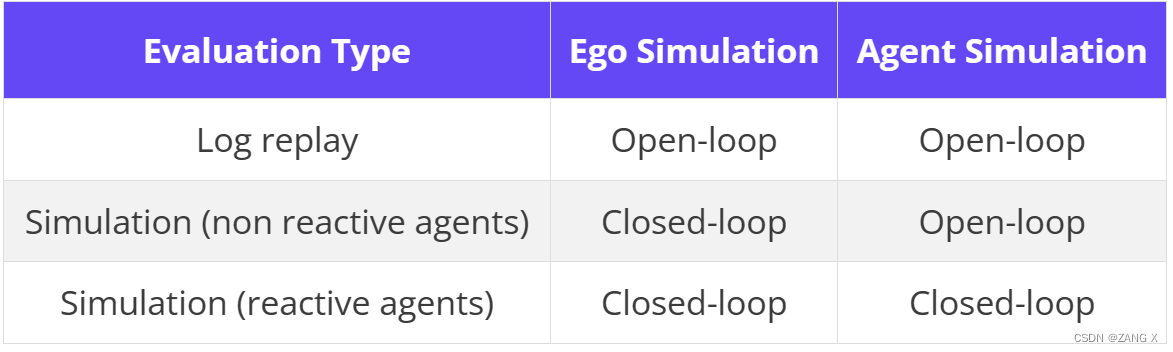 Evaluation Type Ego Simulation Agent Simulation
Log replay Open-loop Open-loop
Simulation (non reactive agents) Closed-loop Open-loop
Simulation (reactive agents) Closed-loop Closed-loop
CSDN @ZANG X